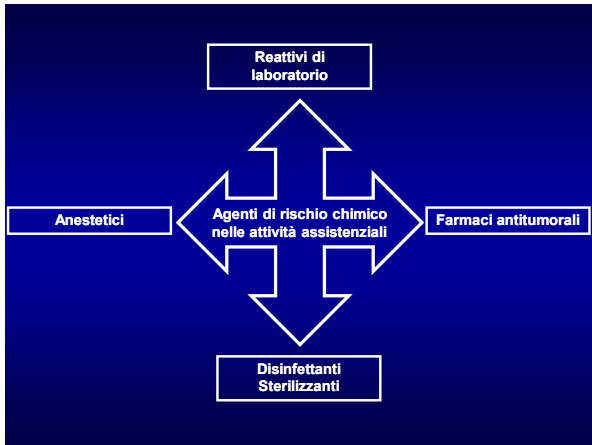 Reattivi di
laboratorio
Anestetici
Agenti di rischio chimico
nelle attività assistenziali
Farmaci antitumorali
Disinfettanti
Sterilizzanti